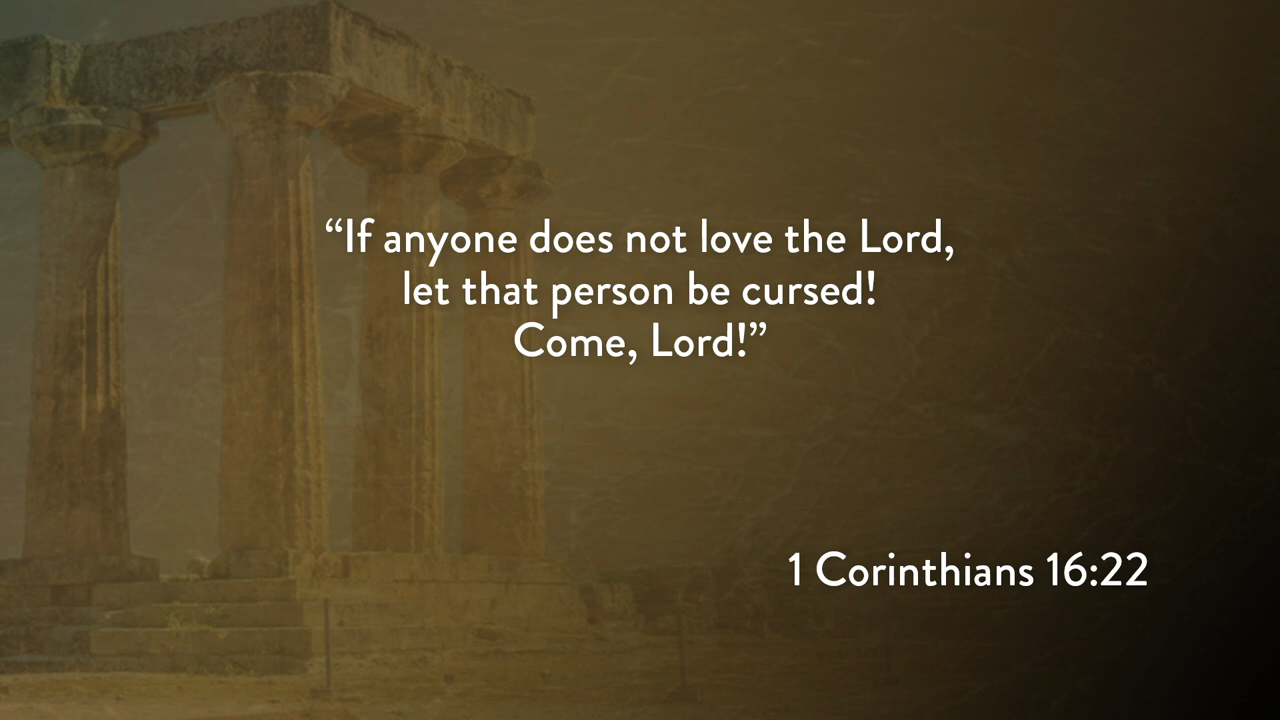 “If anyone does not love the Lord,
let that person be cursed!
Come, Lord!”
1 Corinthians 16:22